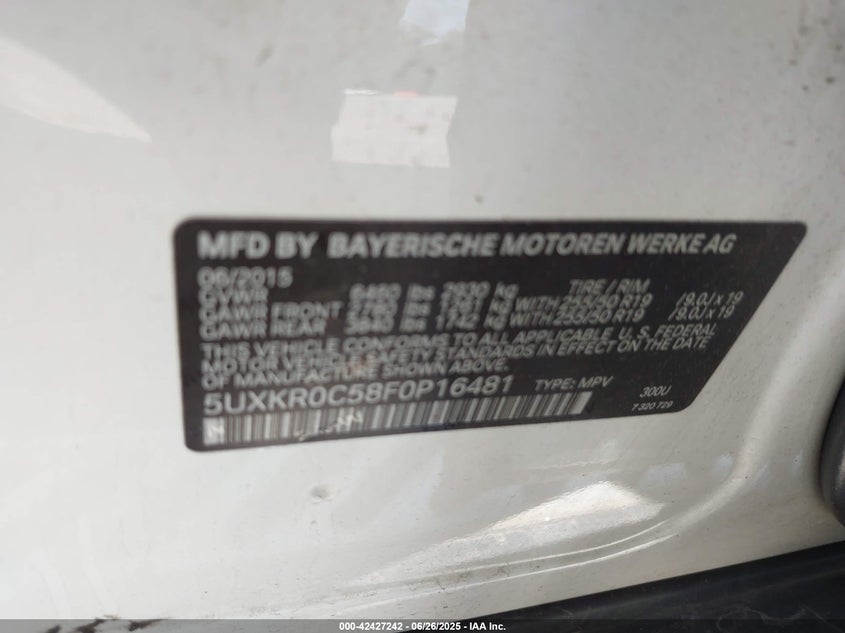 MFD BY BAYERISCHE MOTOREN WERKE AG
06/2015
GVWR 6460 lbs 2930 kg TIRE / RIM
GAWR FRONT lbs kg WITH 255/50 R19 /9.0J x 19
GAWR REAR 3840 lbs 1742 kg WITH 255/50 R19 /9.0J x 19
THIS VEHICLE CONFORMS TO ALL APPLICABLE U.S. FEDERAL
MOTOR VEHICLE SAFETY STANDARDS IN EFFECT ON THE DATE
OF MANUFACTURE SHOWN ABOVE.
5UXKR0C58F0P16481 TYPE: MPV 300U
7 320 729
000-42427242 - 06/26/2025 - IAA Inc.